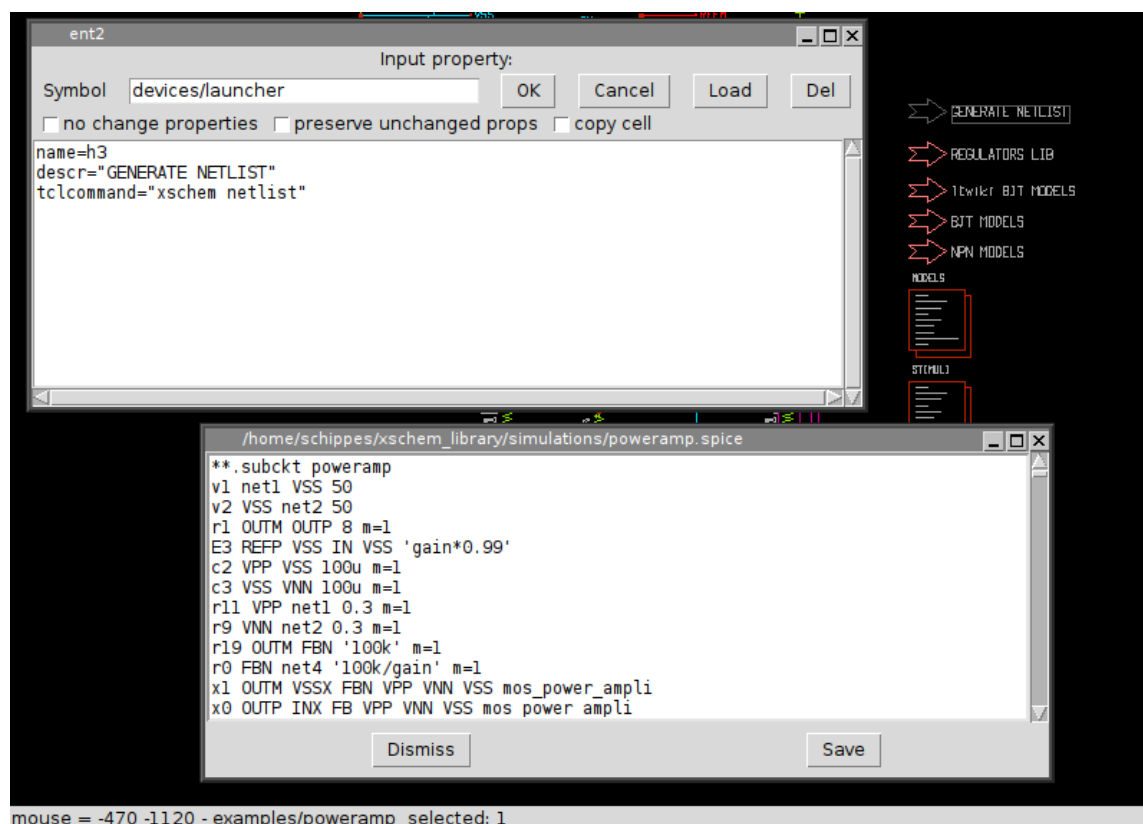 VSS
ent2
Input property:
Symbol devices/launcher OK Cancel Load Del
no change properties preserve unchanged props copy cell
name=h3
descr="GENERATE NETLIST"
tclcommand="xschem netlist"
GENERATE NETLIST
REGULATORS LIB
ltwiki BJT MODELS
BJT MODELS
NPN MODELS
MODELS
STIMULI
/home/schippes/xschem_library/simulations/poweramp.spice
**.subckt poweramp
v1 net1 VSS 50
v2 VSS net2 50
r1 OUTM OUTP 8 m=1
E3 REFP VSS IN VSS 'gain*0.99'
c2 VPP VSS 100u m=1
c3 VSS VNN 100u m=1
r11 VPP net1 0.3 m=1
r9 VNN net2 0.3 m=1
r19 OUTM FBN '100k' m=1
r0 FBN net4 '100k/gain' m=1
x1 OUTM VSSX FBN VPP VNN VSS mos_power_ampli
x0 OUTP INX FB VPP VNN VSS mos_power_ampli
Dismiss Save
mouse = -470 -1120 - examples/poweramp selected: 1